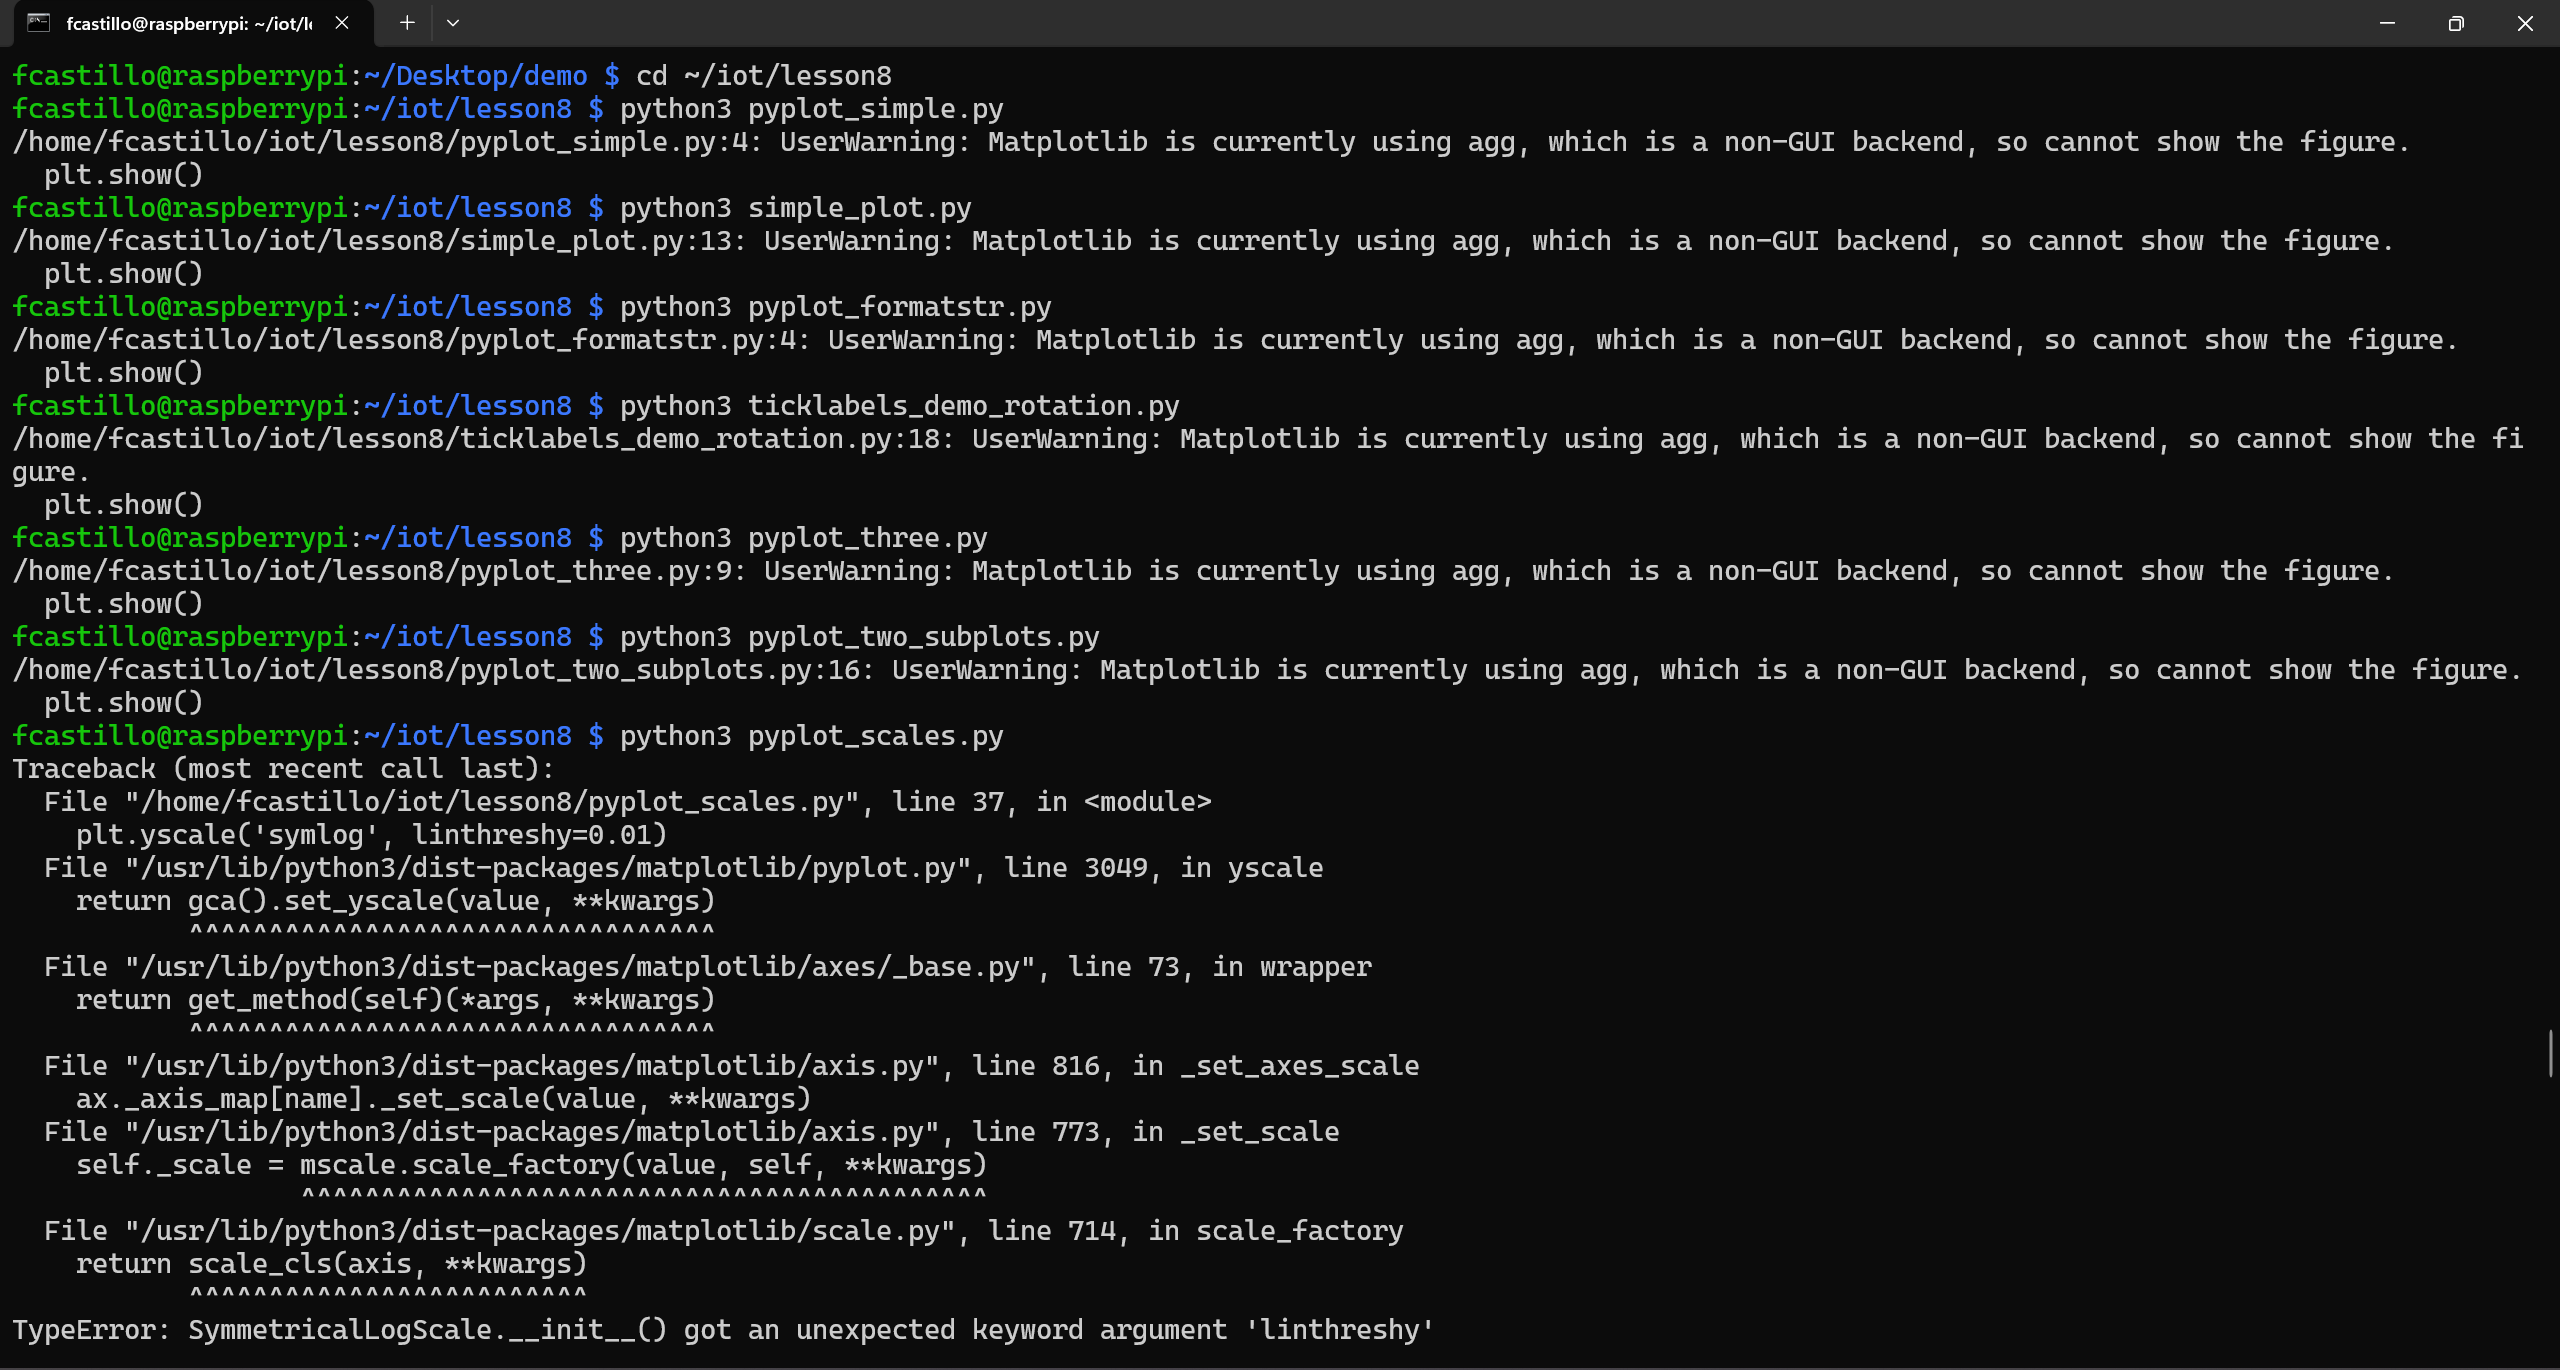 fcastillo@raspberrypi: ~/iot/le
fcastillo@raspberrypi:~/Desktop/demo $ cd ~/iot/lesson8
fcastillo@raspberrypi:~/iot/lesson8 $ python3 pyplot_simple.py
/home/fcastillo/iot/lesson8/pyplot_simple.py:4: UserWarning: Matplotlib is currently using agg, which is a non-GUI backend, so cannot show the figure.
  plt.show()
fcastillo@raspberrypi:~/iot/lesson8 $ python3 simple_plot.py
/home/fcastillo/iot/lesson8/simple_plot.py:13: UserWarning: Matplotlib is currently using agg, which is a non-GUI backend, so cannot show the figure.
  plt.show()
fcastillo@raspberrypi:~/iot/lesson8 $ python3 pyplot_formatstr.py
/home/fcastillo/iot/lesson8/pyplot_formatstr.py:4: UserWarning: Matplotlib is currently using agg, which is a non-GUI backend, so cannot show the figure.
  plt.show()
fcastillo@raspberrypi:~/iot/lesson8 $ python3 ticklabels_demo_rotation.py
/home/fcastillo/iot/lesson8/ticklabels_demo_rotation.py:18: UserWarning: Matplotlib is currently using agg, which is a non-GUI backend, so cannot show the fi
gure.
  plt.show()
fcastillo@raspberrypi:~/iot/lesson8 $ python3 pyplot_three.py
/home/fcastillo/iot/lesson8/pyplot_three.py:9: UserWarning: Matplotlib is currently using agg, which is a non-GUI backend, so cannot show the figure.
  plt.show()
fcastillo@raspberrypi:~/iot/lesson8 $ python3 pyplot_two_subplots.py
/home/fcastillo/iot/lesson8/pyplot_two_subplots.py:16: UserWarning: Matplotlib is currently using agg, which is a non-GUI backend, so cannot show the figure.
  plt.show()
fcastillo@raspberrypi:~/iot/lesson8 $ python3 pyplot_scales.py
Traceback (most recent call last):
  File "/home/fcastillo/iot/lesson8/pyplot_scales.py", line 37, in <module>
    plt.yscale('symlog', linthreshy=0.01)
  File "/usr/lib/python3/dist-packages/matplotlib/pyplot.py", line 3049, in yscale
    return gca().set_yscale(value, **kwargs)
           ^^^^^^^^^^^^^^^^^^^^^^^^^^^^^^^^^
  File "/usr/lib/python3/dist-packages/matplotlib/axes/_base.py", line 73, in wrapper
    return get_method(self)(*args, **kwargs)
           ^^^^^^^^^^^^^^^^^^^^^^^^^^^^^^^^^
  File "/usr/lib/python3/dist-packages/matplotlib/axis.py", line 816, in _set_axes_scale
    ax._axis_map[name]._set_scale(value, **kwargs)
  File "/usr/lib/python3/dist-packages/matplotlib/axis.py", line 773, in _set_scale
    self._scale = mscale.scale_factory(value, self, **kwargs)
                  ^^^^^^^^^^^^^^^^^^^^^^^^^^^^^^^^^^^^^^^^^^^
  File "/usr/lib/python3/dist-packages/matplotlib/scale.py", line 714, in scale_factory
    return scale_cls(axis, **kwargs)
           ^^^^^^^^^^^^^^^^^^^^^^^^^
TypeError: SymmetricalLogScale.__init__() got an unexpected keyword argument 'linthreshy'